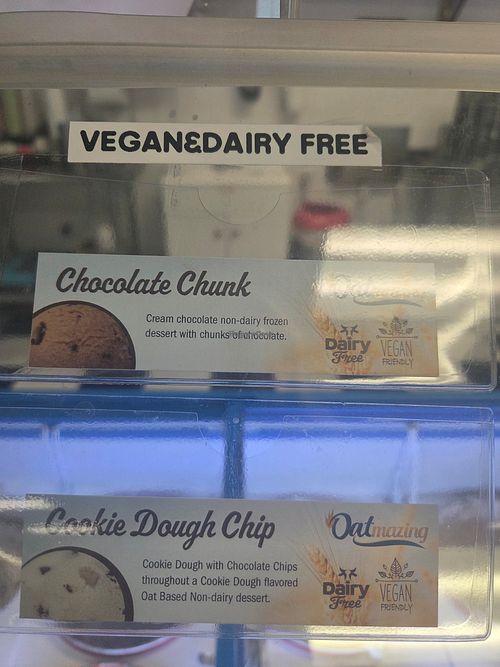 VEGAN&DAIRY FREE
Chocolate Chunk
Oat
Cream chocolate non-dairy frozen
dessert with chunks of chocolate.
Dairy
Free
VEGAN
FRIENDLY
Cookie Dough Chip
Oatmazing
Cookie Dough with Chocolate Chips
throughout a Cookie Dough flavored
Oat Based Non-dairy dessert.
Dairy
Free
VEGAN
FRIENDLY